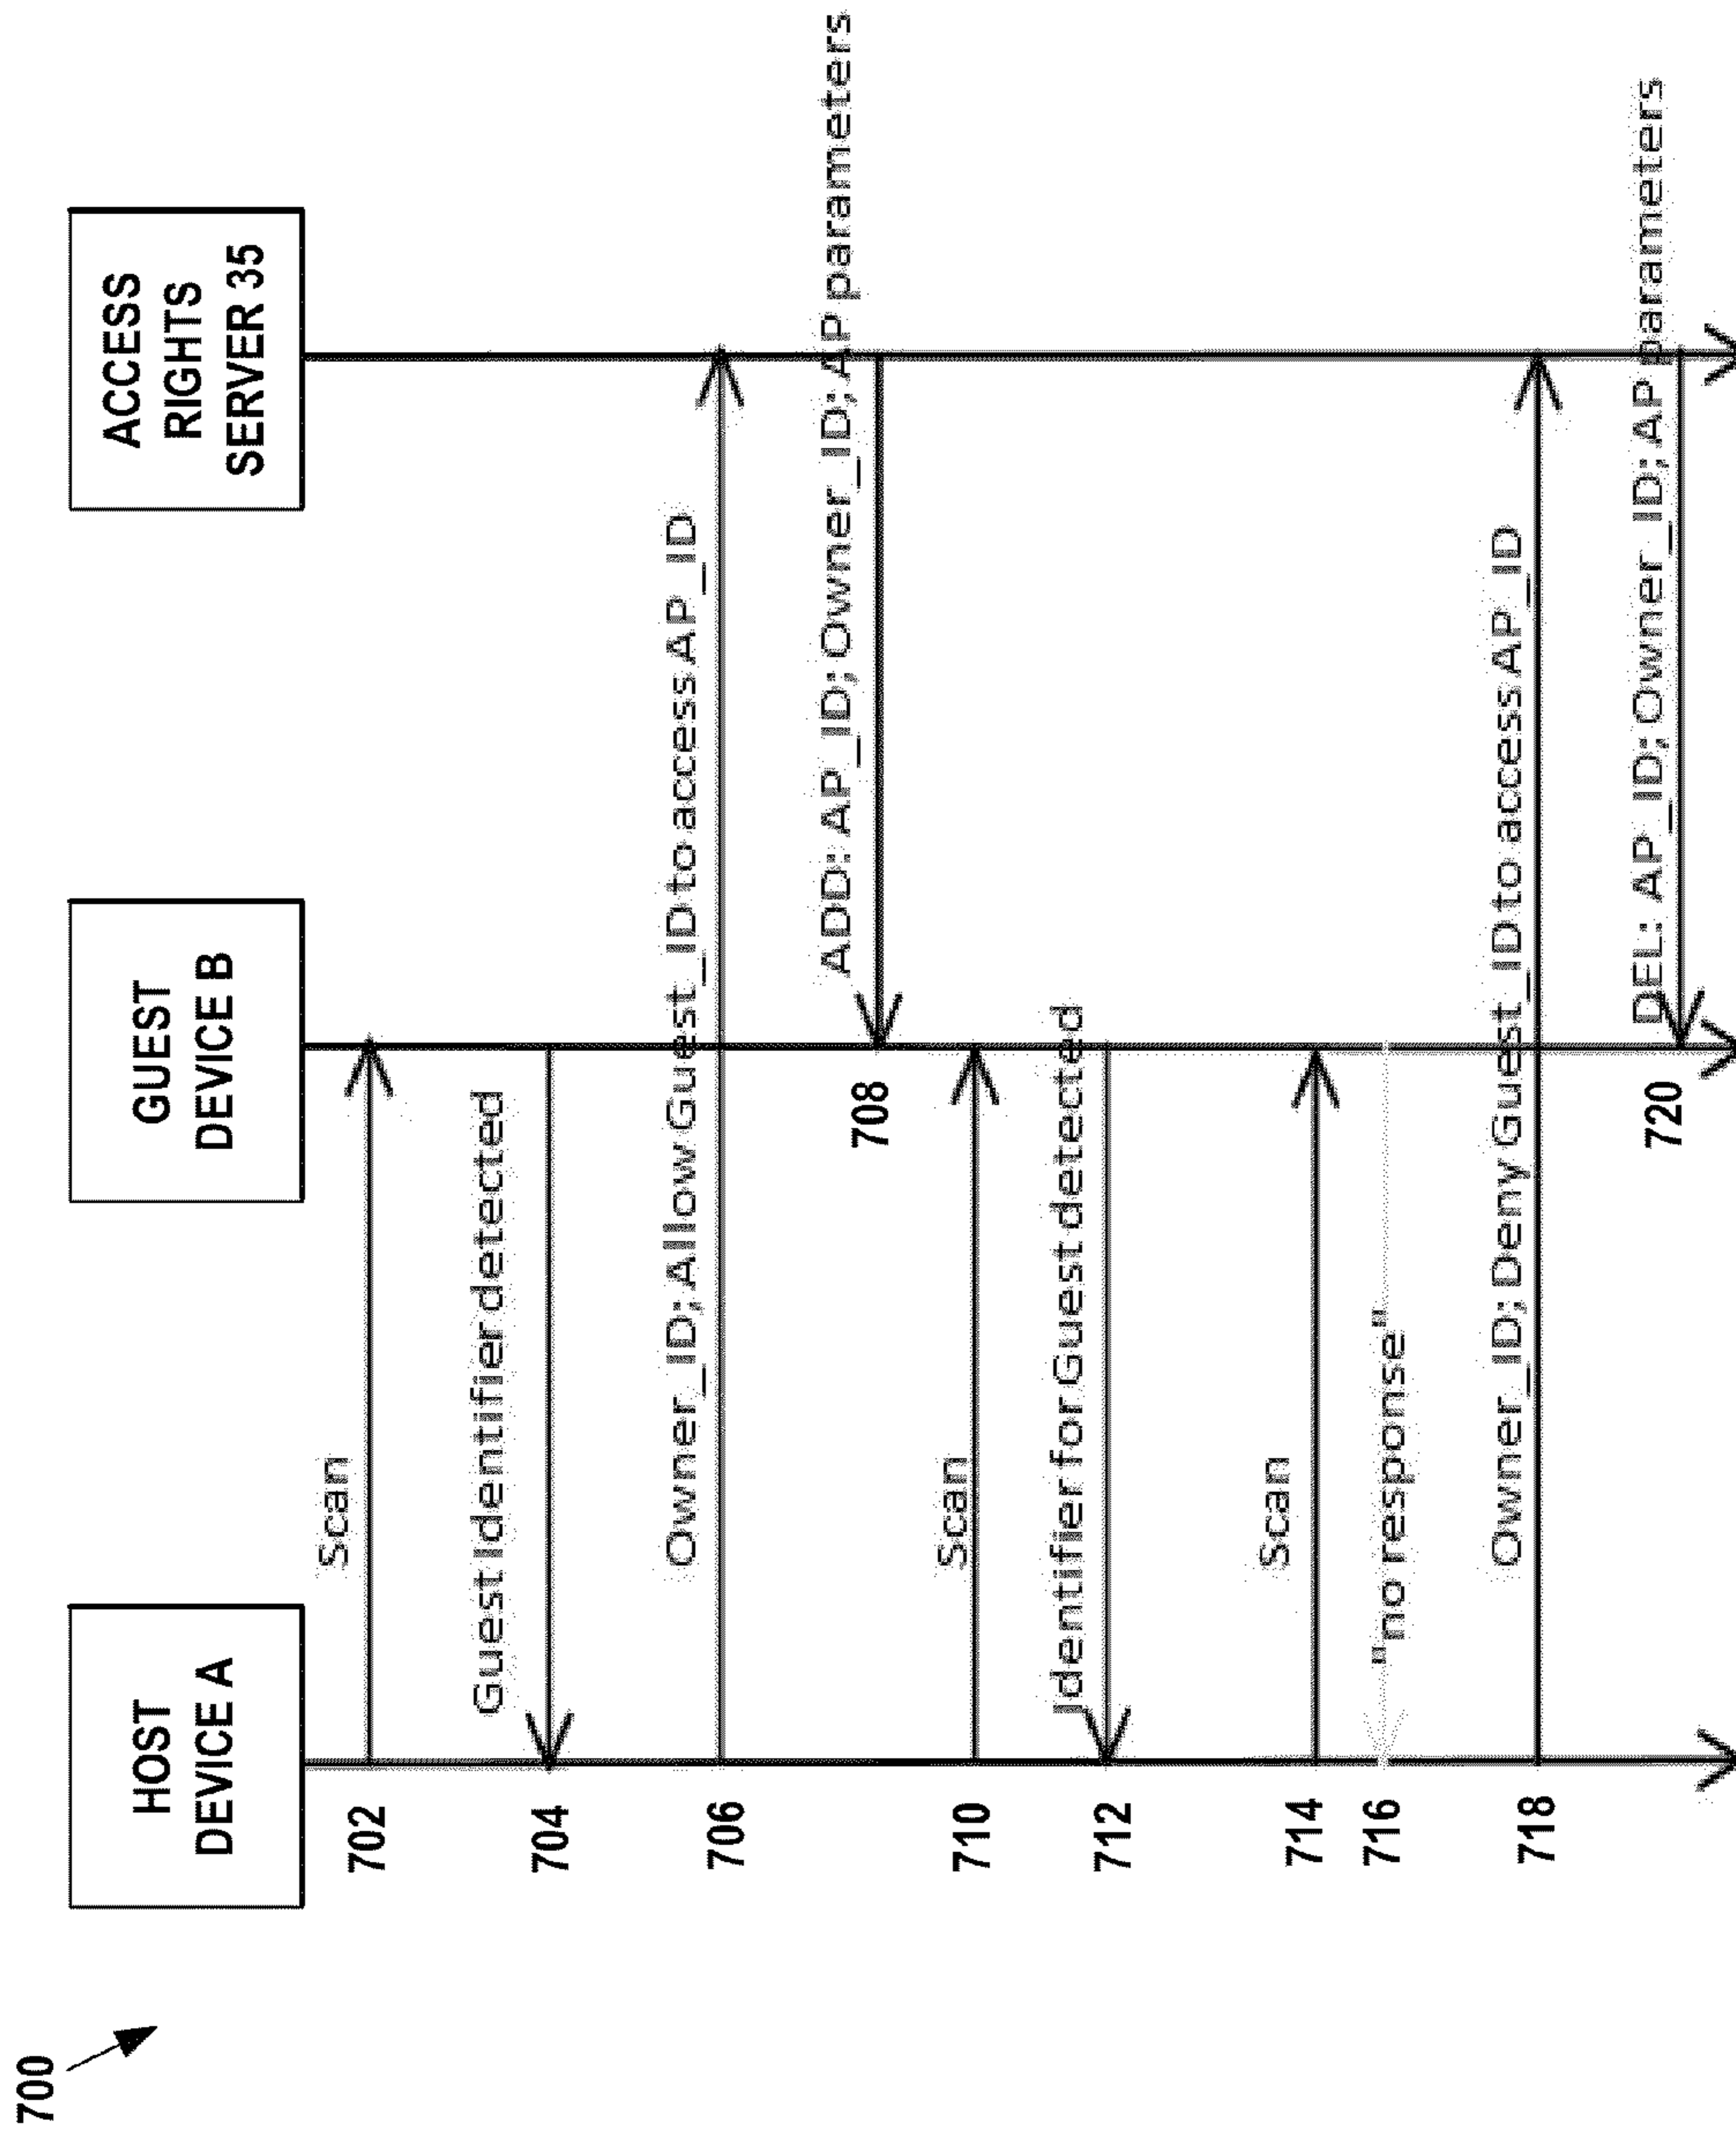 700
HOST
DEVICE A
GUEST
DEVICE B
ACCESS
RIGHTS
SERVER 35
702
Scan
704
Guest Identifier detected
706
Owner_ID; Allow Guest_ID to access AP_ID
708
ADD: AP_ID; Owner_ID; AP parameters
710
Scan
712
Identifier for Guest detected
714
Scan
716
"no response"
718
Owner_ID; Deny Guest_ID to access AP_ID
720
DEL: AP_ID; Owner_ID; AP parameters